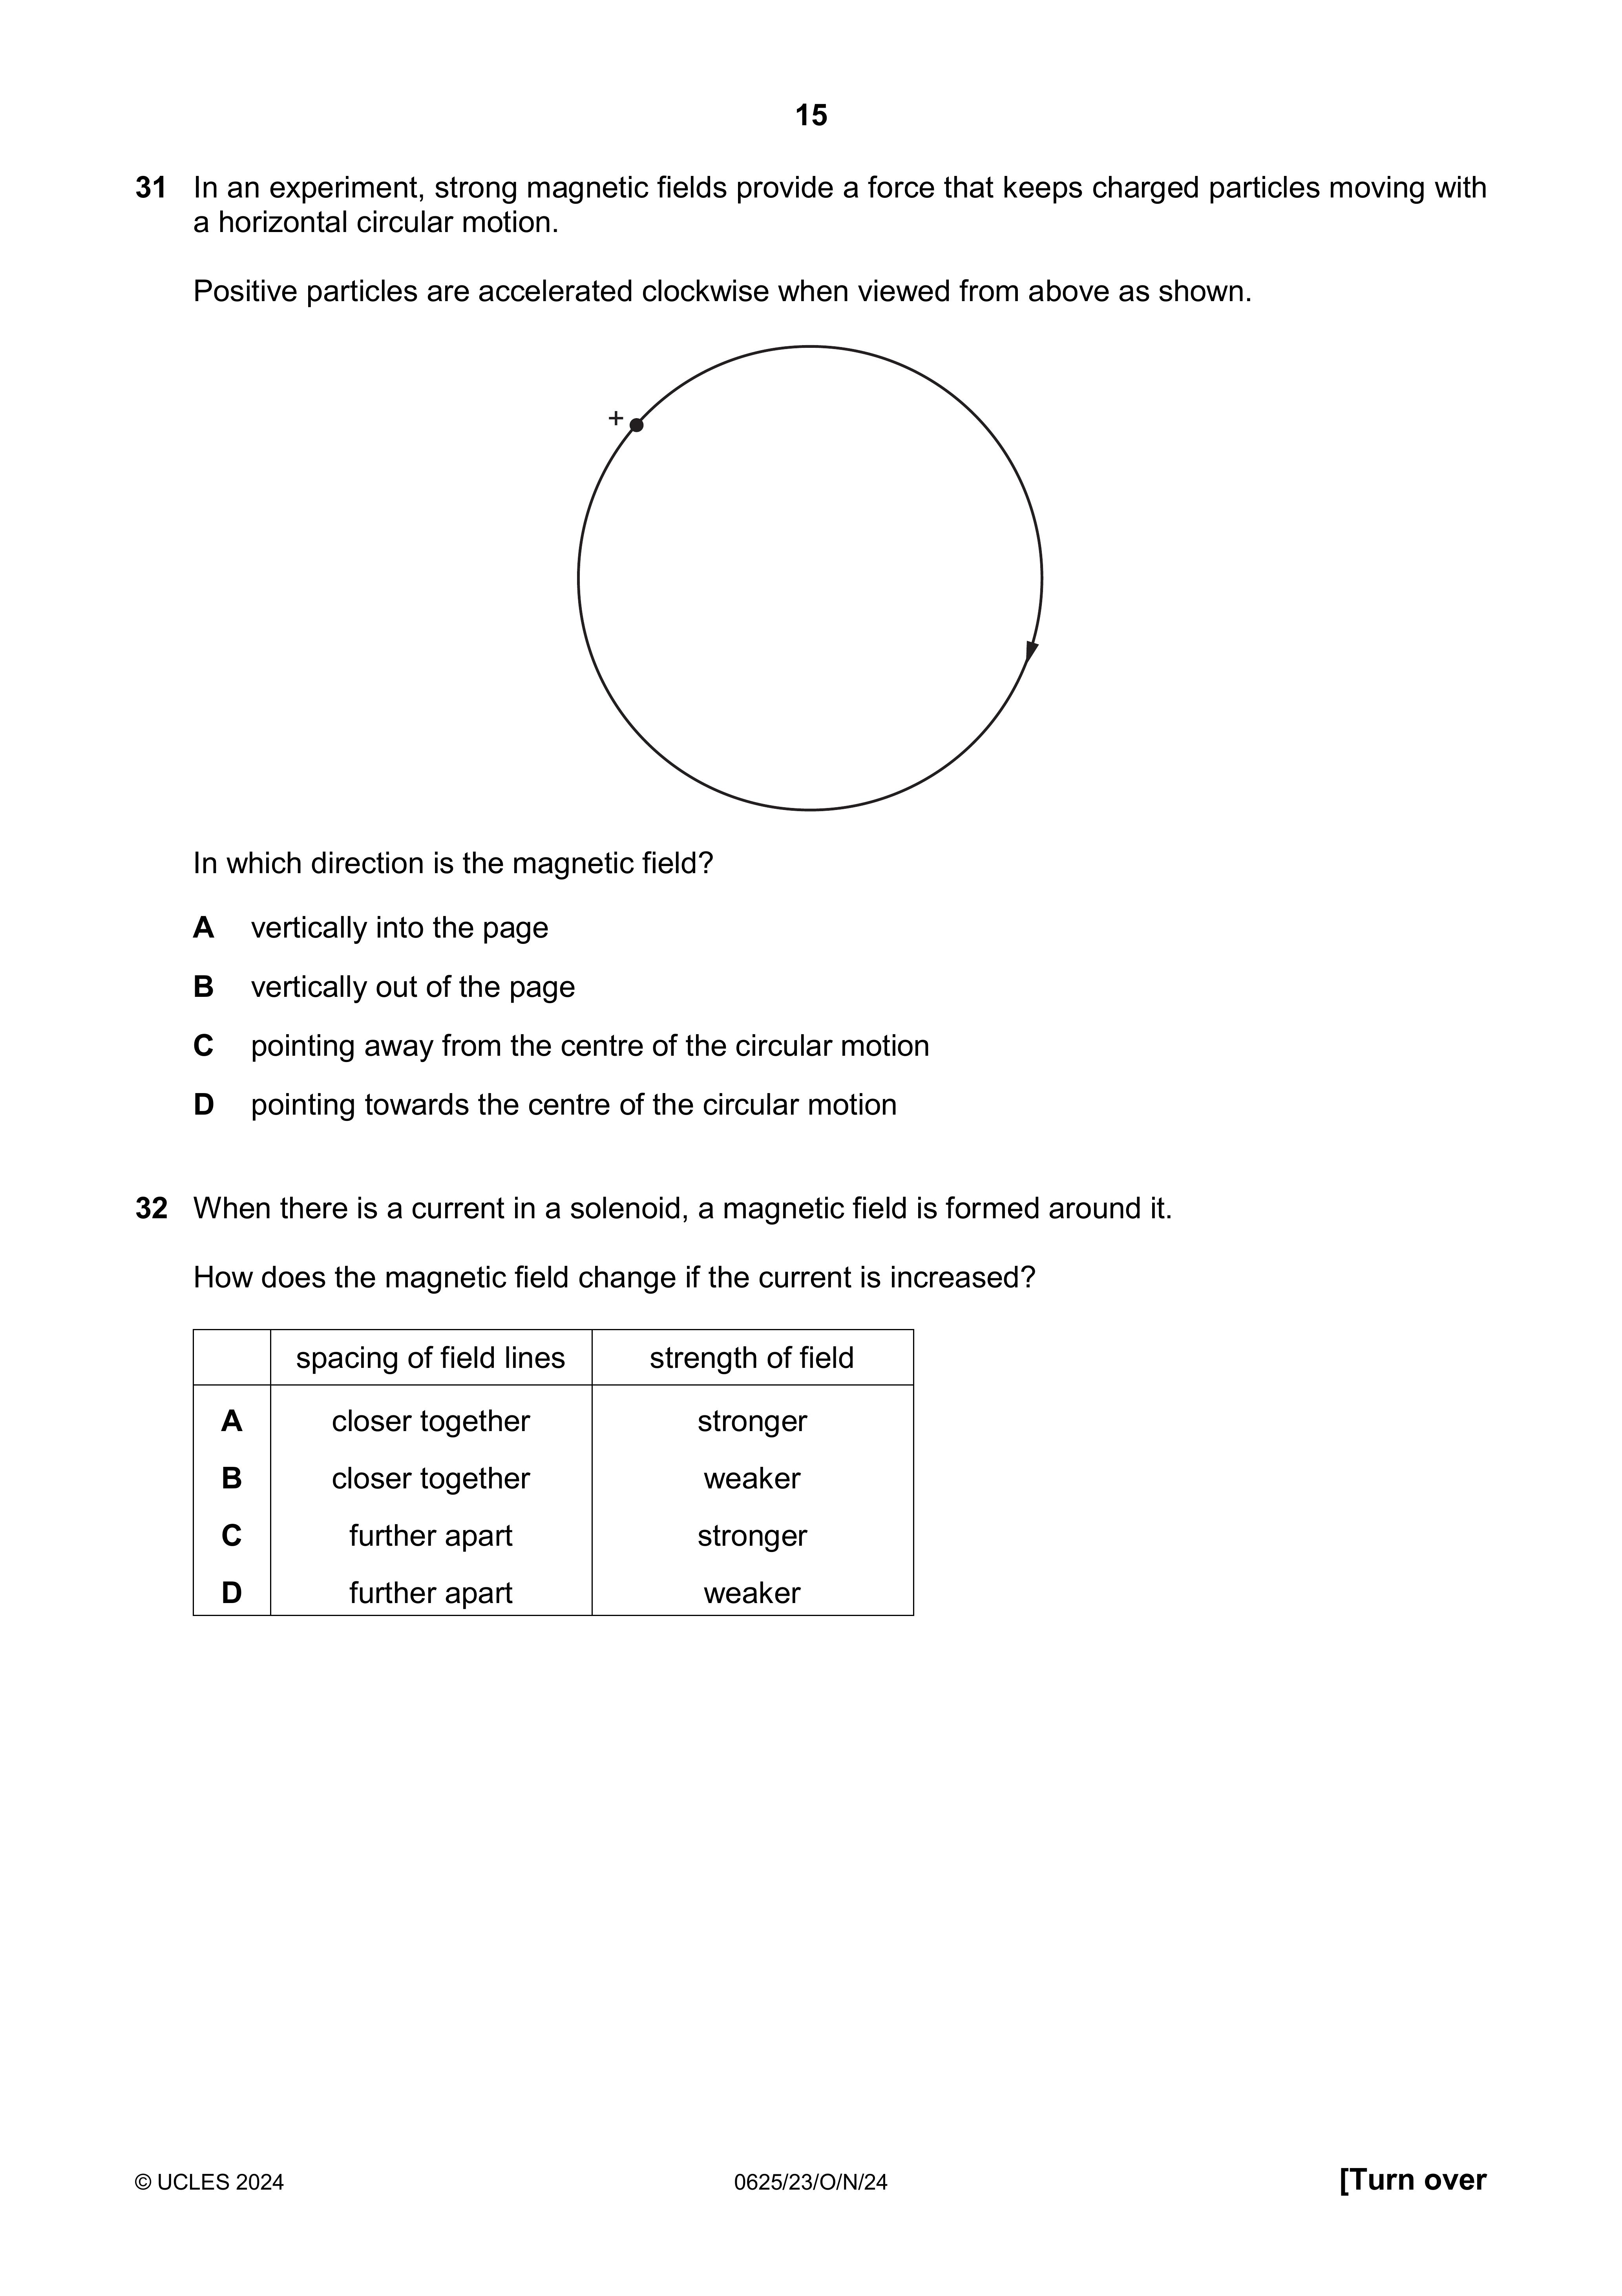 15
31 In an experiment, strong magnetic fields provide a force that keeps charged particles moving with
a horizontal circular motion.
Positive particles are accelerated clockwise when viewed from above as shown.
+
In which direction is the magnetic field?
A vertically into the page
B vertically out of the page
C pointing away from the centre of the circular motion
D pointing towards the centre of the circular motion
32 When there is a current in a solenoid, a magnetic field is formed around it.
How does the magnetic field change if the current is increased?
spacing of field lines strength of field
A closer together stronger
B closer together weaker
C further apart stronger
D further apart weaker
© UCLES 2024 0625/23/O/N/24 [Turn over